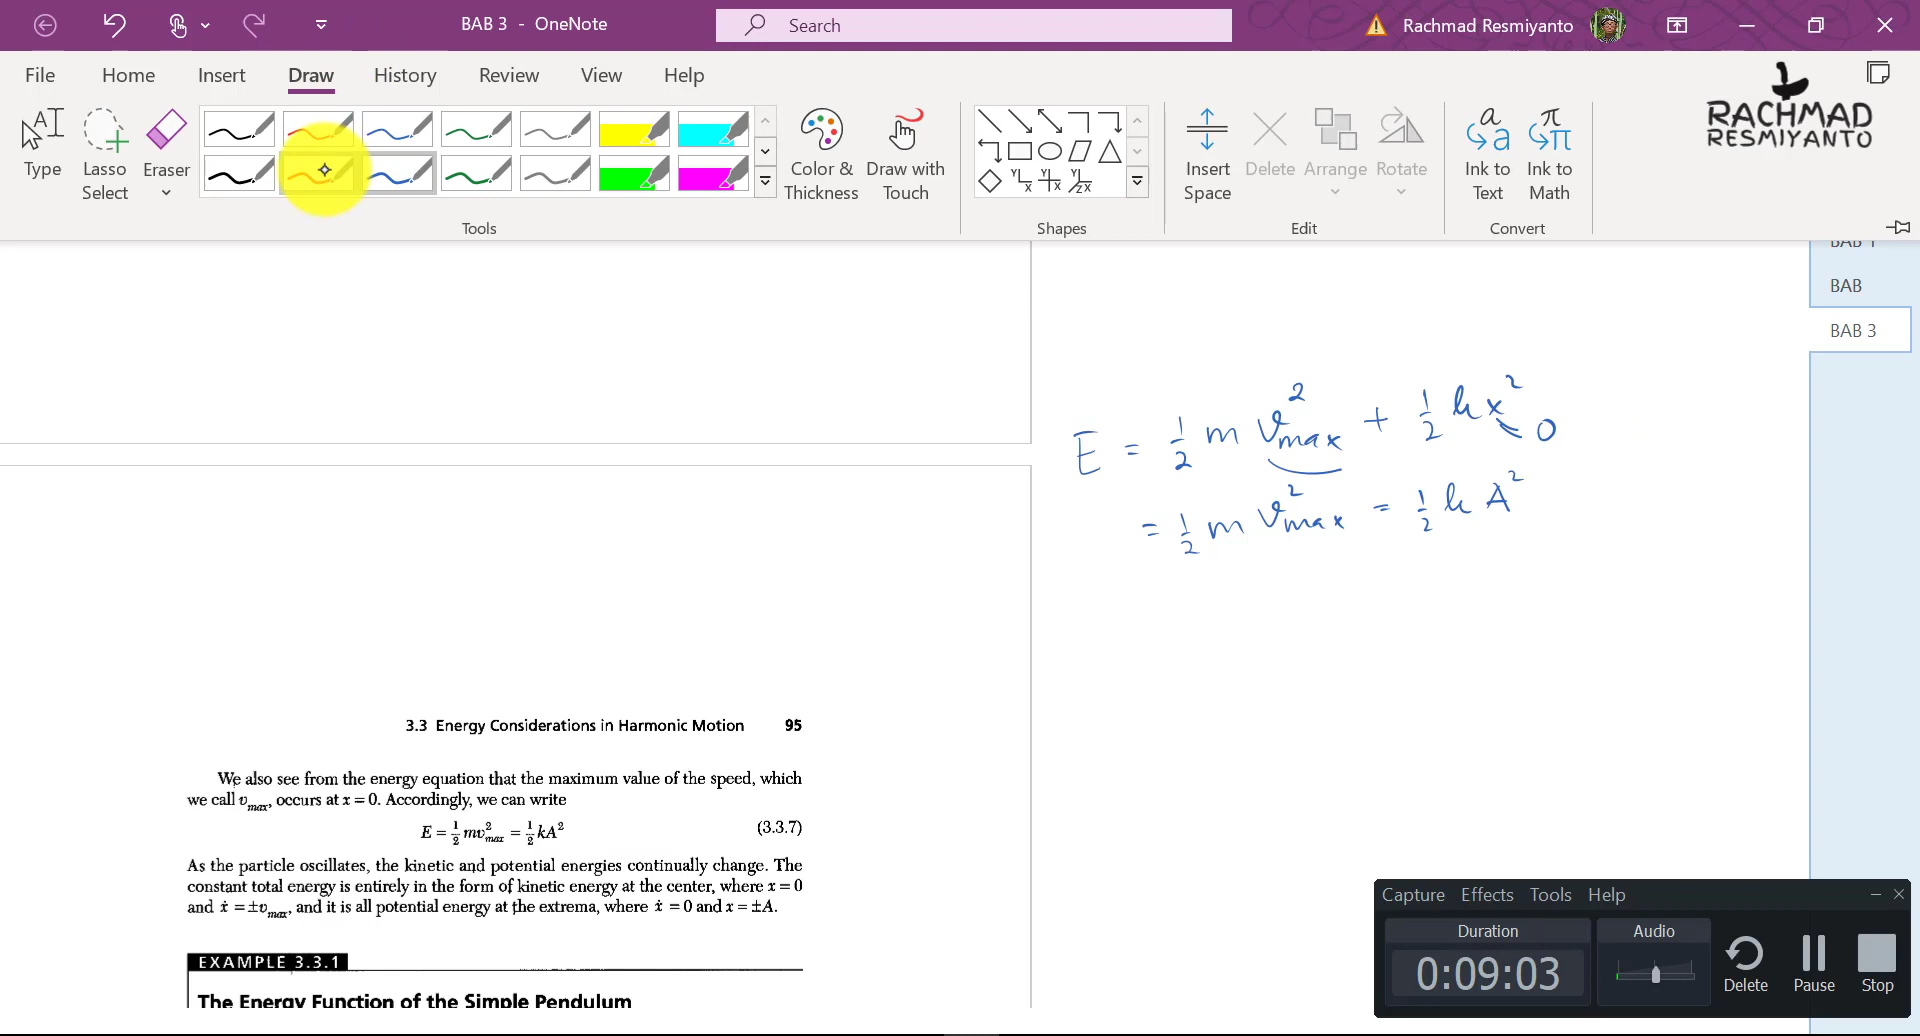 BAB 3 - OneNote
Search
Rachmad Resmiyanto
File Home Insert Draw History Review View Help
RACHMAD
RESMIYANTO
Type
Lasso
Select
Eraser
Color &
Thickness
Draw with
Touch
Insert
Space
Delete
Arrange
Rotate
Ink to
Text
Ink to
Math
Tools
Shapes
Edit
Convert
BAB 1
BAB
BAB 3
E = 1/2 m v²max + 1/2 k x² 0
= 1/2 m v²max = 1/2 k A²
3.3 Energy Considerations in Harmonic Motion 95
We also see from the energy equation that the maximum value of the speed, which
we call vmax, occurs at x = 0. Accordingly, we can write
E = 1/2 mv²max = 1/2 kA² (3.3.7)
As the particle oscillates, the kinetic and potential energies continually change. The
constant total energy is entirely in the form of kinetic energy at the center, where x = 0
and ẋ = ±vmax, and it is all potential energy at the extrema, where ẋ = 0 and x = ±A.
EXAMPLE 3.3.1
The Energy Function of the Simple Pendulum
Capture Effects Tools Help
Duration
0:09:03
Audio
Delete
Pause
Stop